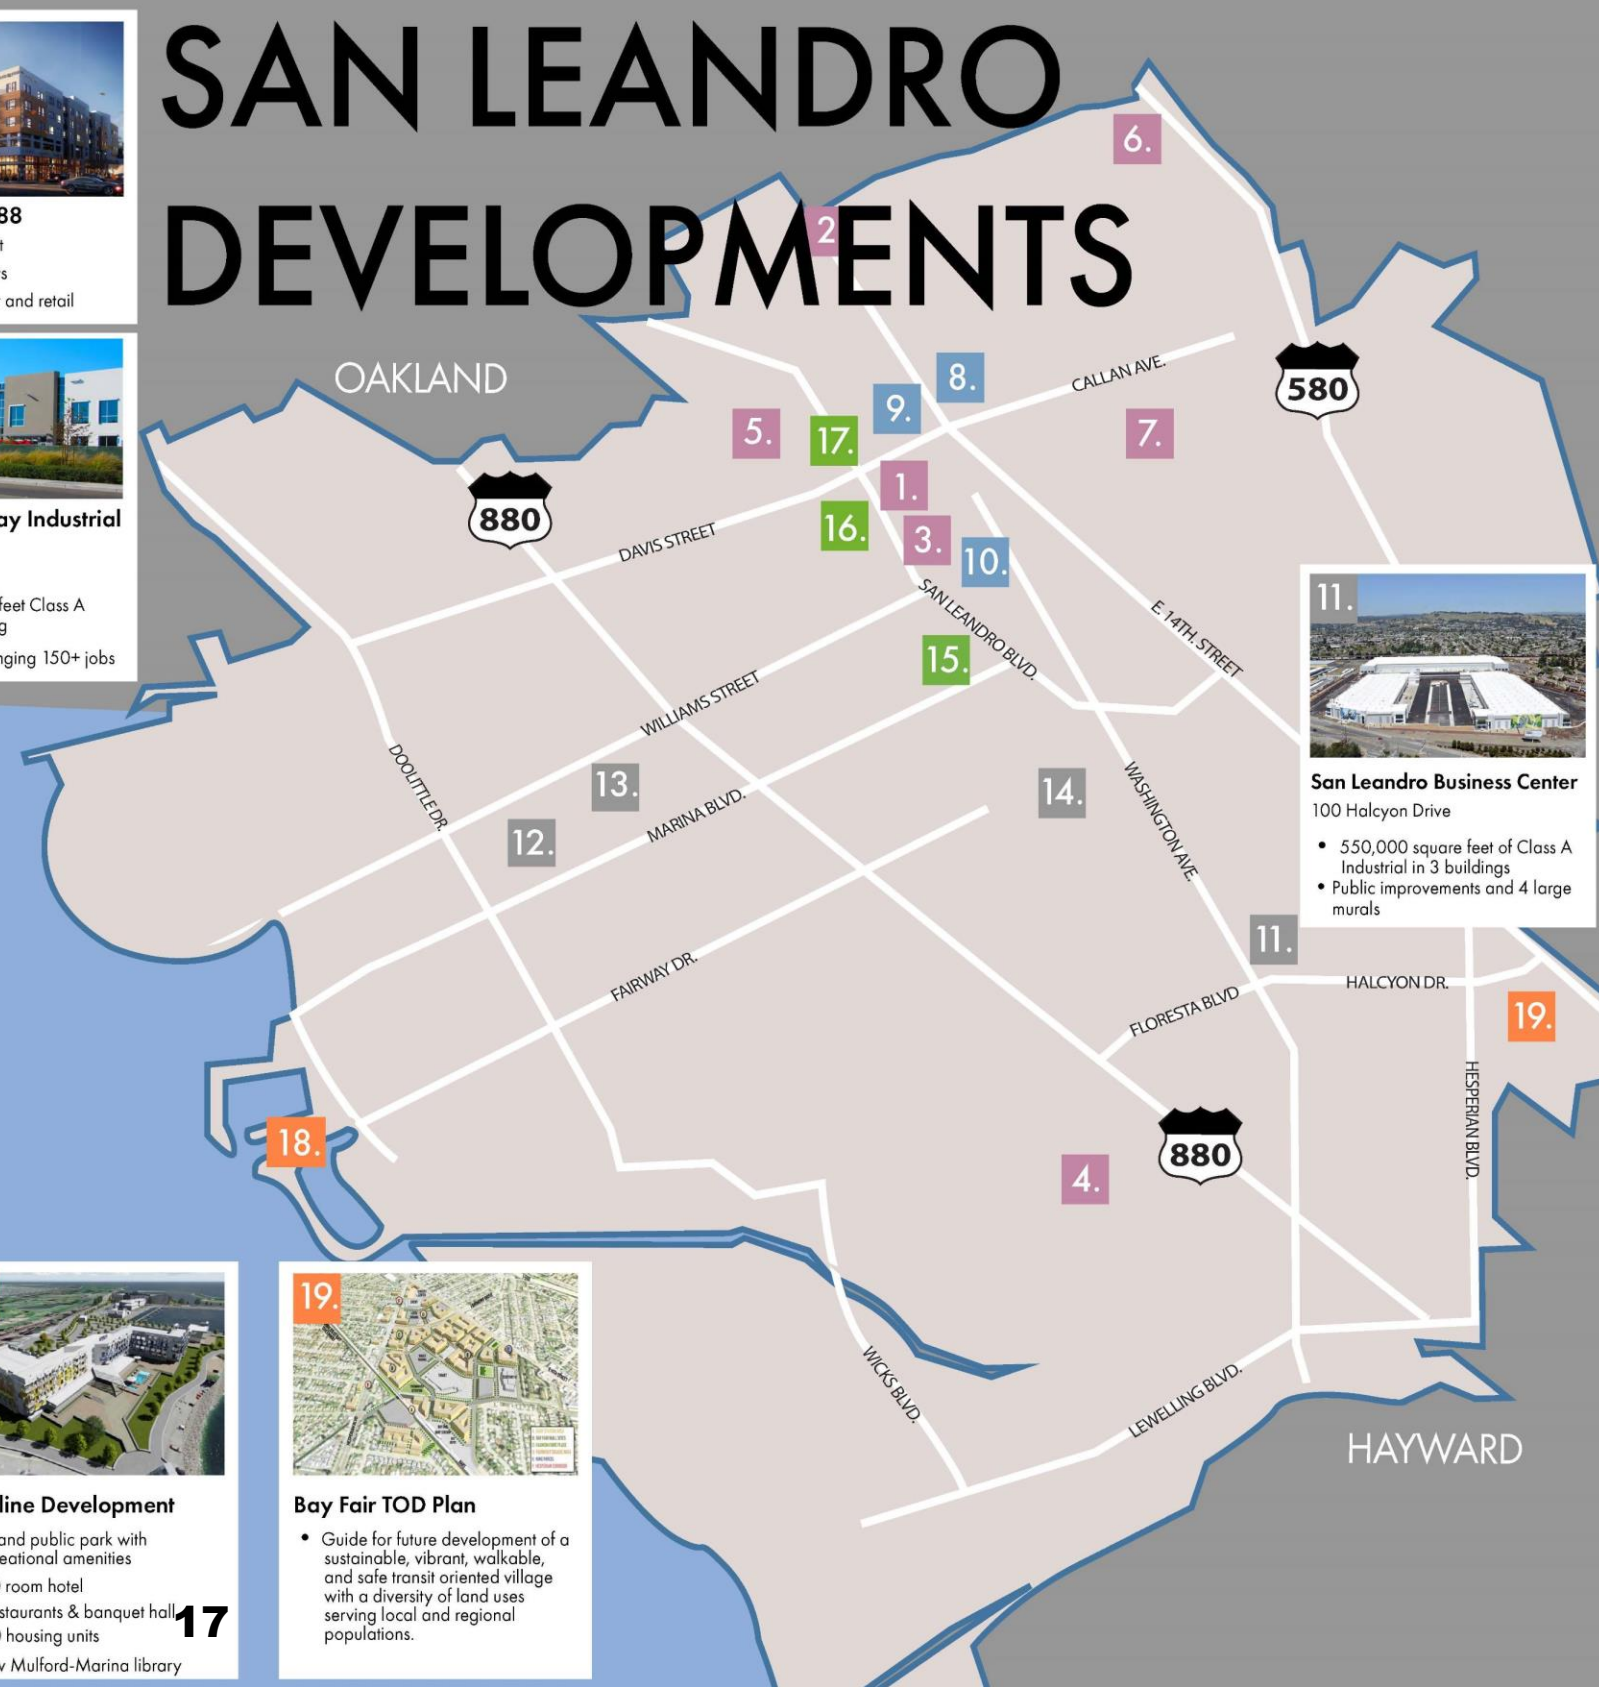 SAN LEANDRO
DEVELOPMENTS
88
t
s
and retail
ay Industrial
feet Class A
g
nging 150+ jobs
OAKLAND
HAYWARD
580
880
880
CALLAN AVE.
DAVIS STREET
SAN LEANDRO BLVD.
E. 14TH. STREET
WILLIAMS STREET
DOOLITTLE DR.
MARINA BLVD.
WASHINGTON AVE.
FAIRWAY DR.
FLORESTA BLVD
HALCYON DR.
HESPERIAN BLVD.
WICKS BLVD.
LEWELLING BLVD.
6.
2
8.
9.
5.
17.
7.
1.
16.
3.
10.
15.
13.
14.
12.
11.
19.
18.
4.
11.
San Leandro Business Center
100 Halcyon Drive
• 550,000 square feet of Class A
Industrial in 3 buildings
• Public improvements and 4 large
murals
line Development
and public park with
eational amenities
room hotel
staurants & banquet hall
housing units
Mulford-Marina library
17
19.
Bay Fair TOD Plan
• Guide for future development of a
sustainable, vibrant, walkable,
and safe transit oriented village
with a diversity of land uses
serving local and regional
populations.